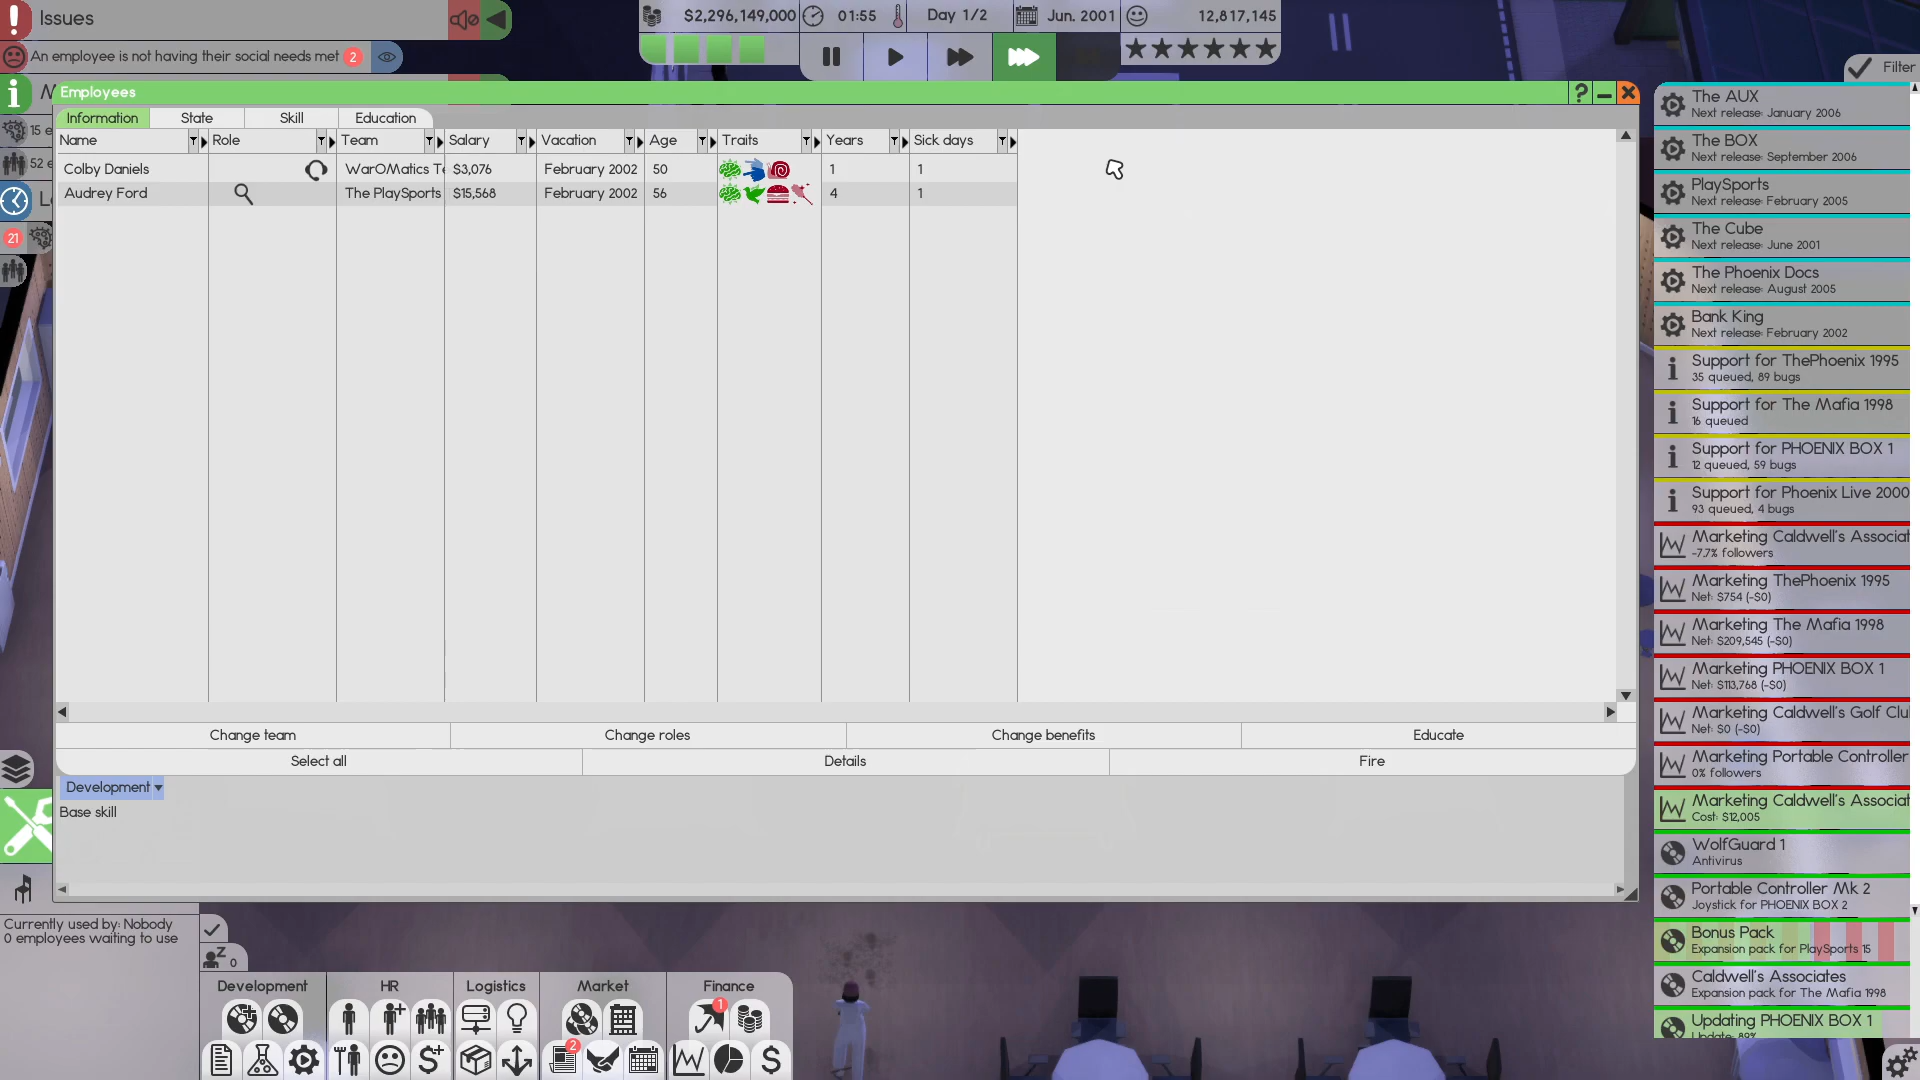 Issues
$2,296,149,000
01:55
Day 1/2
Jun. 2001
12,817,145
An employee is not having their social needs met
2
Filter
Employees
Information
State
Skill
Education
Name
Role
Team
Salary
Vacation
Age
Traits
Years
Sick days
Colby Daniels
WarOMatics Te
$3,076
February 2002
50
1
1
Audrey Ford
The PlaySports
$15,568
February 2002
56
4
1
15 e
52 e
21
Change team
Change roles
Change benefits
Educate
Select all
Details
Fire
Development
Base skill
The AUX
Next release: January 2006
The BOX
Next release: September 2006
PlaySports
Next release: February 2005
The Cube
Next release: June 2001
The Phoenix Docs
Next release: August 2005
Bank King
Next release: February 2002
Support for ThePhoenix 1995
35 queued, 89 bugs
Support for The Mafia 1998
16 queued
Support for PHOENIX BOX 1
12 queued, 59 bugs
Support for Phoenix Live 2000
93 queued, 4 bugs
Marketing Caldwell's Associat
-7.7% followers
Marketing ThePhoenix 1995
Net: $754 (-$0)
Marketing The Mafia 1998
Net: $209,545 (-$0)
Marketing PHOENIX BOX 1
Net: $113,768 (-$0)
Marketing Caldwell's Golf Clu
Net: $0 (-$0)
Marketing Portable Controller
0% followers
Marketing Caldwell's Associat
Cost: $12,005
WolfGuard 1
Antivirus
Portable Controller Mk 2
Joystick for PHOENIX BOX 2
Bonus Pack
Expansion pack for PlaySports 15
Caldwell's Associates
Expansion pack for The Mafia 1998
Updating PHOENIX BOX 1
Update: 89%
Currently used by: Nobody
0 employees waiting to use
0
Development
HR
Logistics
Market
Finance
1
2